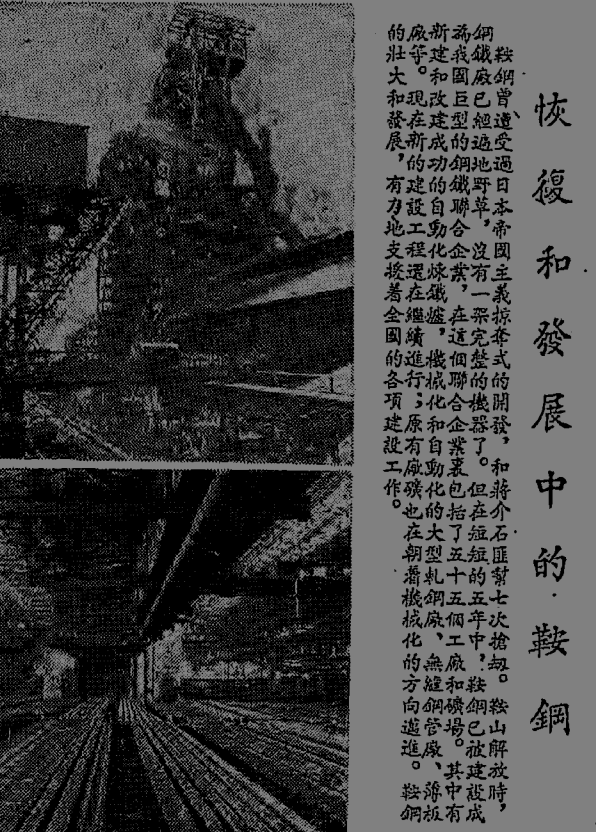 恢復和發展中的鞍鋼
鞍鋼曾遭受過日本帝國主義掠奪式的開發，和蔣介石匪幫七次搶刼。鞍山解放時，
鋼鐵廠已經遍地野草，沒有一架完整的機器了。但在短短的五年中，鞍鋼已被建設成
爲我國巨型的鋼鐵聯合企業，在這個聯合企業裏包括了五十五個工廠和礦場。其中有
新建和改建成功的自動化煉鐵爐，機械化和自動化的大型軋鋼廠、無縫鋼管廠、薄板
廠等。現在新的建設工程還在繼續進行；原有廠礦也在朝着機械化的方向邁進。鞍鋼
的壯大和發展，有力地支援着全國的各項建設工作。